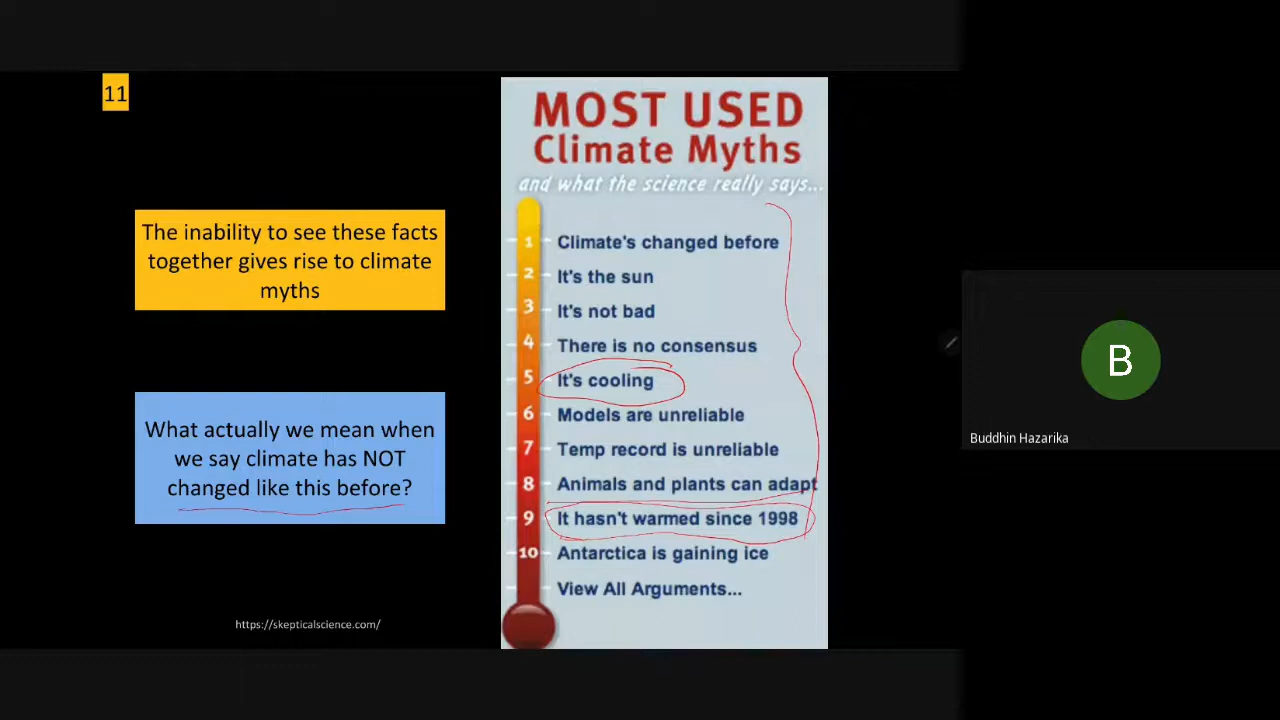 11
The inability to see these facts
together gives rise to climate
myths
What actually we mean when
we say climate has NOT
changed like this before?
https://skepticalscience.com/
MOST USED
Climate Myths
and what the science really says...
1 Climate's changed before
2 It's the sun
3 It's not bad
4 There is no consensus
5 It's cooling
6 Models are unreliable
7 Temp record is unreliable
8 Animals and plants can adapt
9 It hasn't warmed since 1998
10 Antarctica is gaining ice
View All Arguments...
B
Buddhin Hazarika